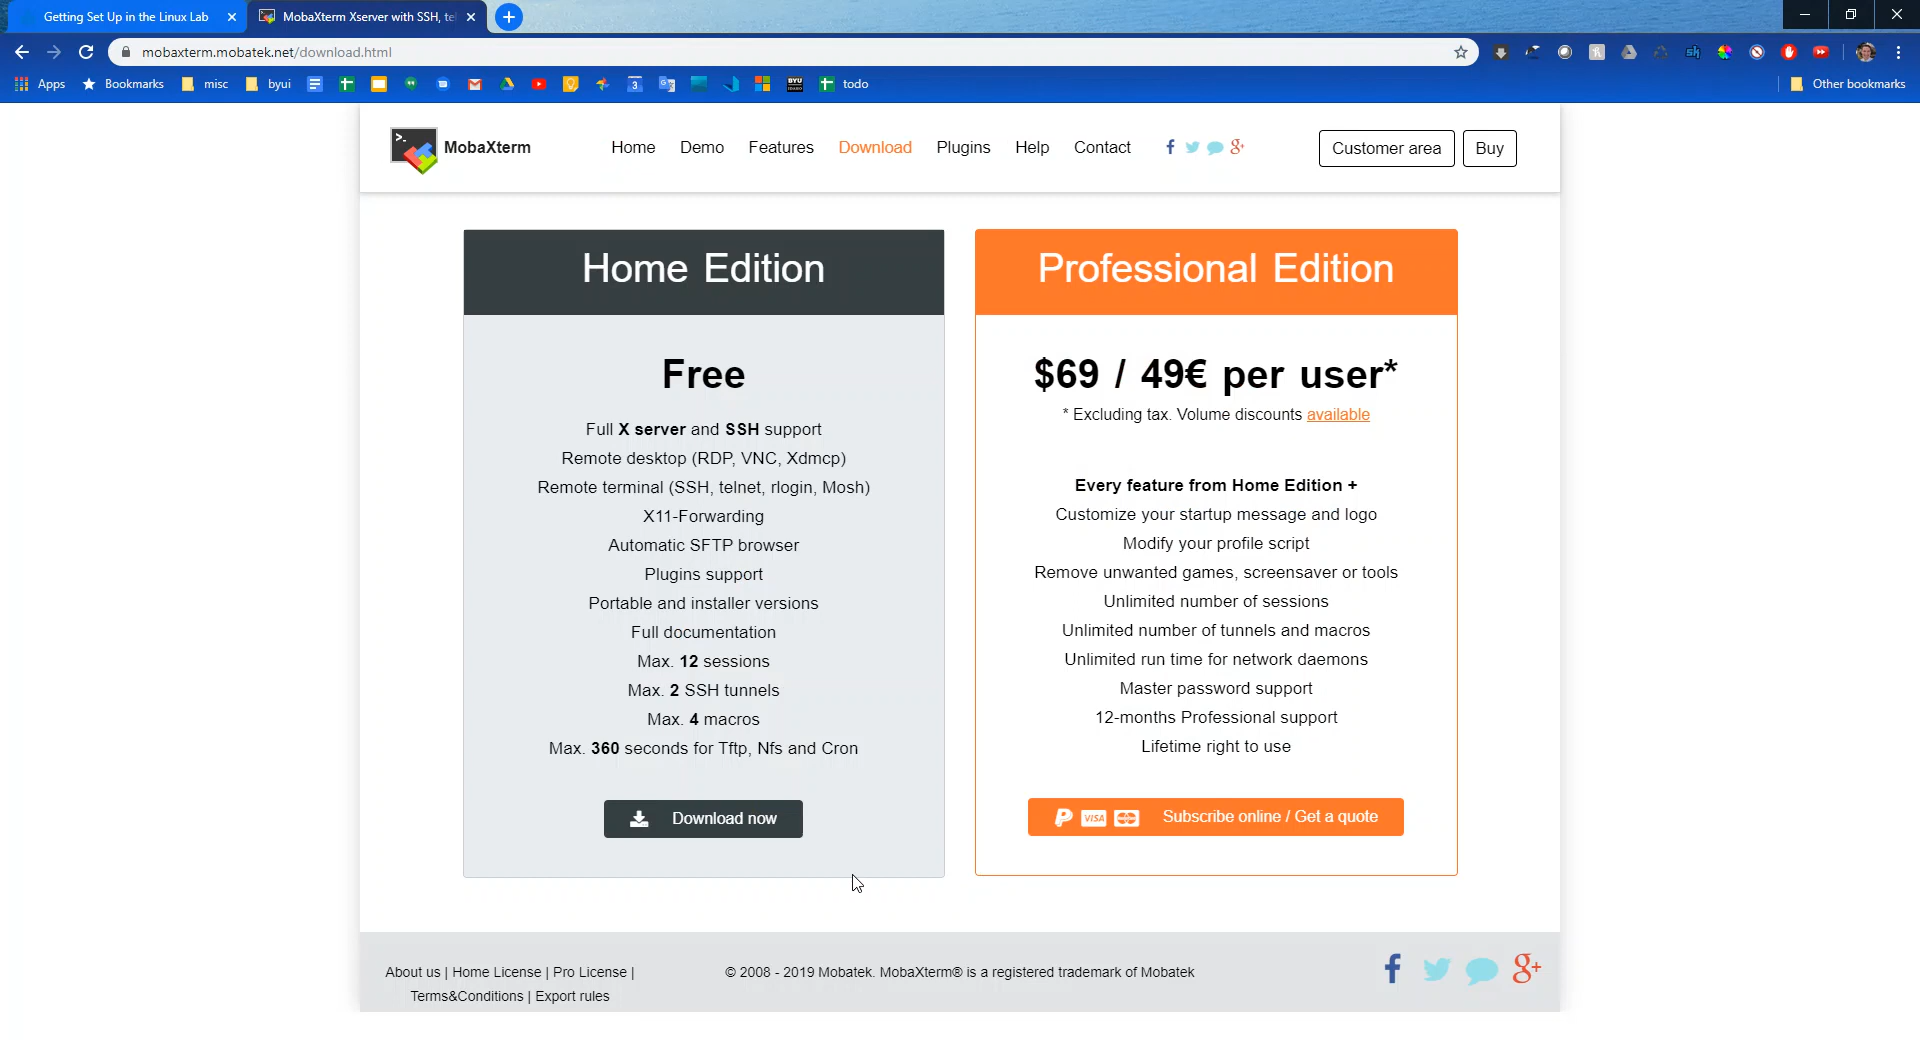 Getting Set Up in the Linux Lab
MobaXterm Xserver with SSH, tel
mobaxterm.mobatek.net/download.html
Apps
Bookmarks
misc
byui
3
BYU
todo
Other bookmarks
MobaXterm
Home
Demo
Features
Download
Plugins
Help
Contact
Customer area
Buy
Home Edition
Free
Full X server and SSH support
Remote desktop (RDP, VNC, Xdmcp)
Remote terminal (SSH, telnet, rlogin, Mosh)
X11-Forwarding
Automatic SFTP browser
Plugins support
Portable and installer versions
Full documentation
Max. 12 sessions
Max. 2 SSH tunnels
Max. 4 macros
Max. 360 seconds for Tftp, Nfs and Cron
Download now
Professional Edition
$69 / 49€ per user*
* Excluding tax. Volume discounts available
Every feature from Home Edition +
Customize your startup message and logo
Modify your profile script
Remove unwanted games, screensaver or tools
Unlimited number of sessions
Unlimited number of tunnels and macros
Unlimited run time for network daemons
Master password support
12-months Professional support
Lifetime right to use
VISA
Subscribe online / Get a quote
About us | Home License | Pro License |
Terms&Conditions | Export rules
© 2008 - 2019 Mobatek. MobaXterm® is a registered trademark of Mobatek